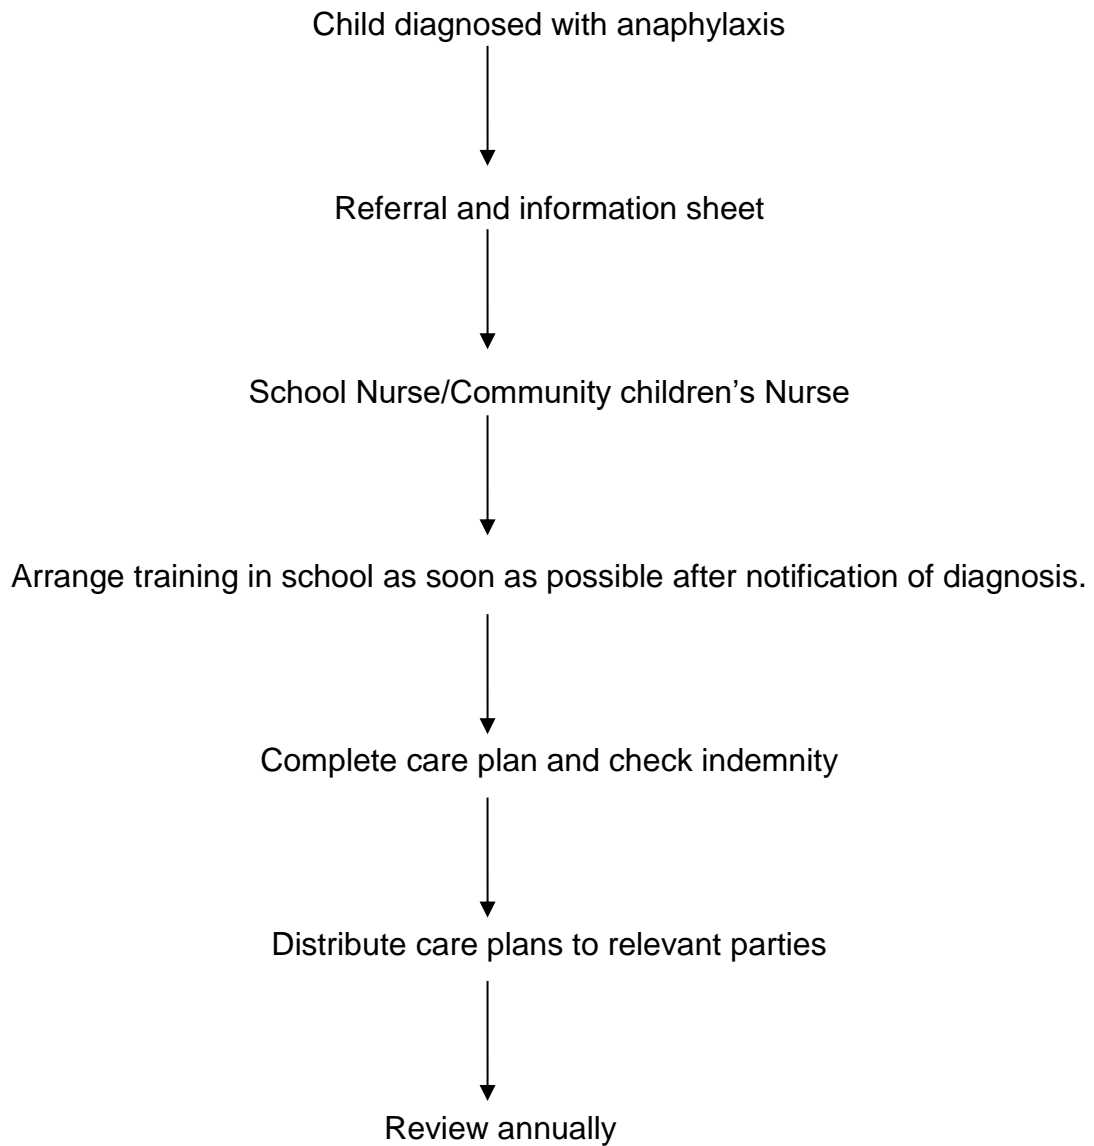 Child diagnosed with anaphylaxis
Referral and information sheet
School Nurse/Community children’s Nurse
Arrange training in school as soon as possible after notification of diagnosis.
Complete care plan and check indemnity
Distribute care plans to relevant parties
Review annually